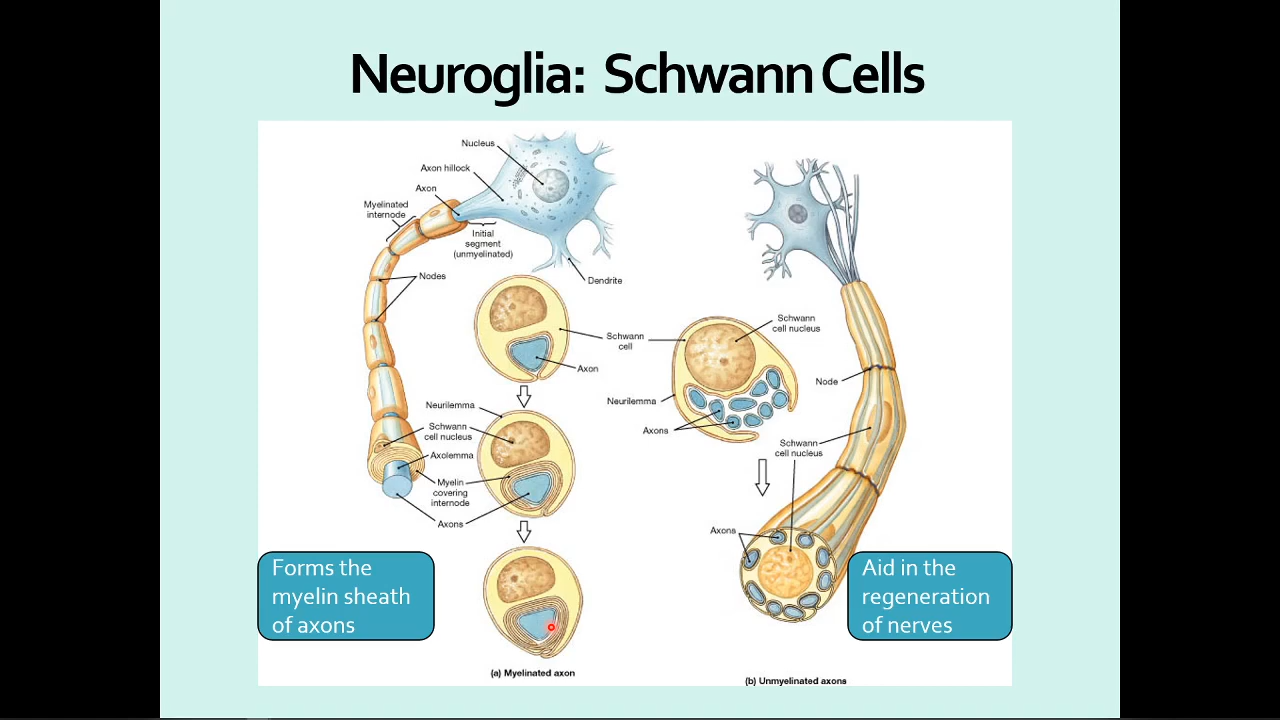 Neuroglia: Schwann Cells
Nucleus
Axon hillock
Axon
Myelinated
internode
Initial
segment
(unmyelinated)
Nodes
Dendrite
Schwann
cell
Axon
Neurilemma
Schwann
cell nucleus
Axolemma
Myelin
covering
internode
Axons
(a) Myelinated axon
Schwann
cell nucleus
Neurilemma
Axons
Node
Schwann
cell nucleus
Axons
(b) Unmyelinated axons
Forms the
myelin sheath
of axons
Aid in the
regeneration
of nerves